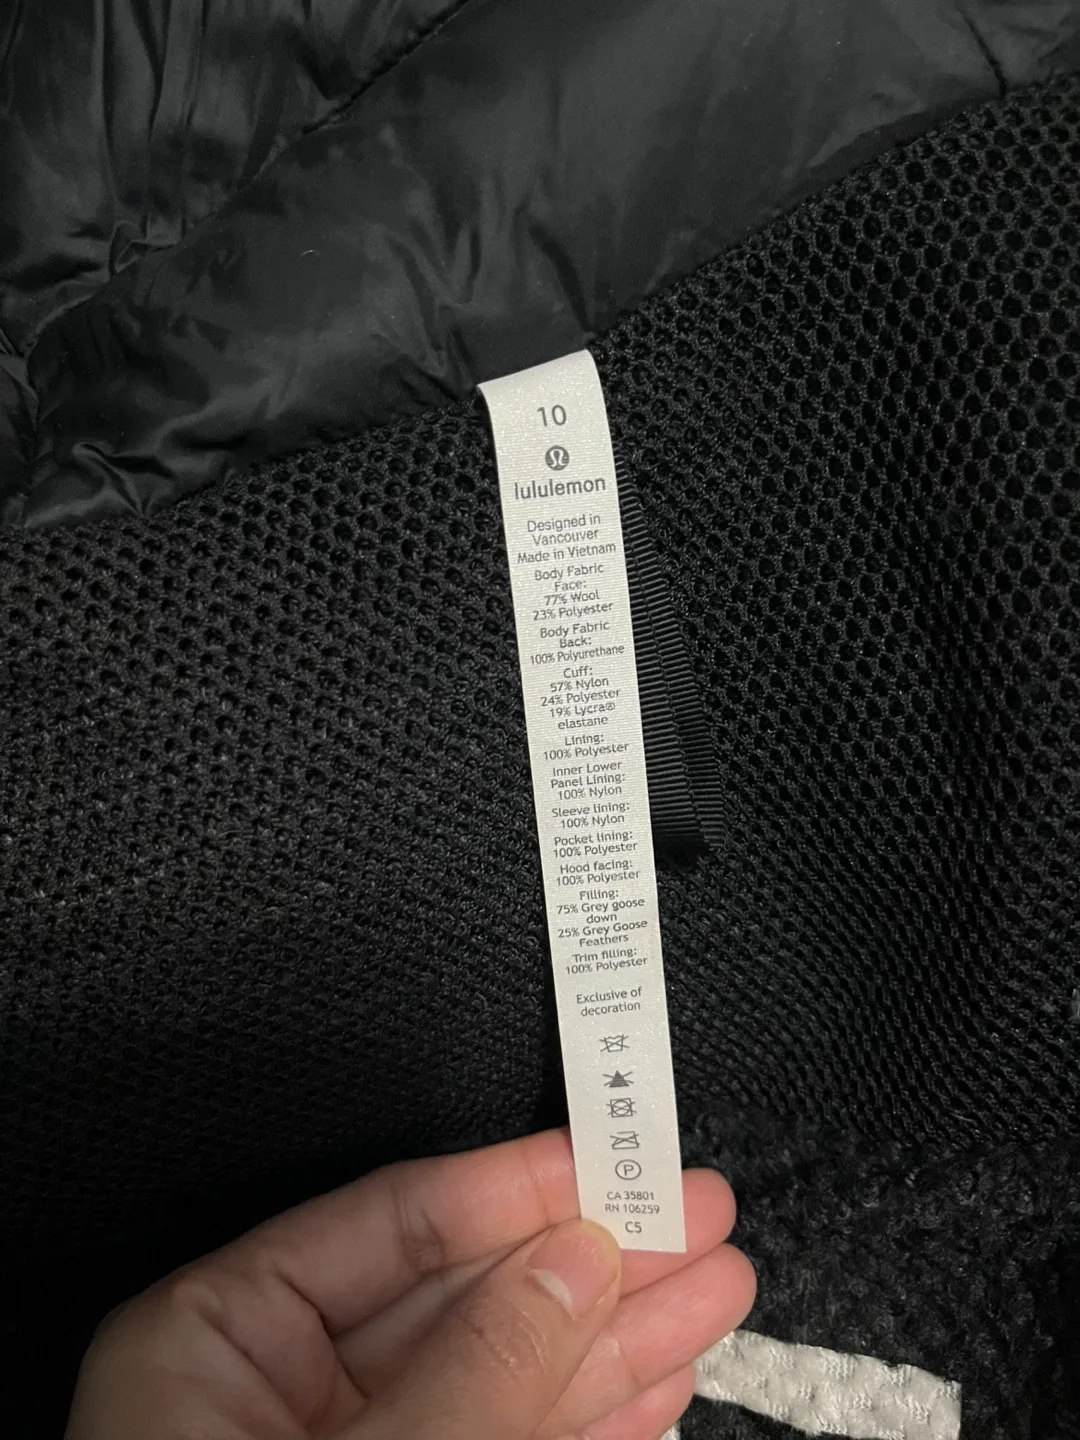 10
lululemon
Designed in
Vancouver
Made in Vietnam
Body Fabric
Face:
77% Wool
23% Polyester
Body Fabric
Back:
100% Polyurethane
Cuff:
57% Nylon
24% Polyester
19% Lycra®
elastane
Lining:
100% Polyester
Inner Lower
Panel Lining:
100% Nylon
Sleeve lining:
100% Nylon
Pocket lining:
100% Polyester
Hood facing:
100% Polyester
Filling:
75% Grey goose
down
25% Grey Goose
Feathers
Trim filling:
100% Polyester
Exclusive of
decoration
P
CA 35801
RN 106259
C5